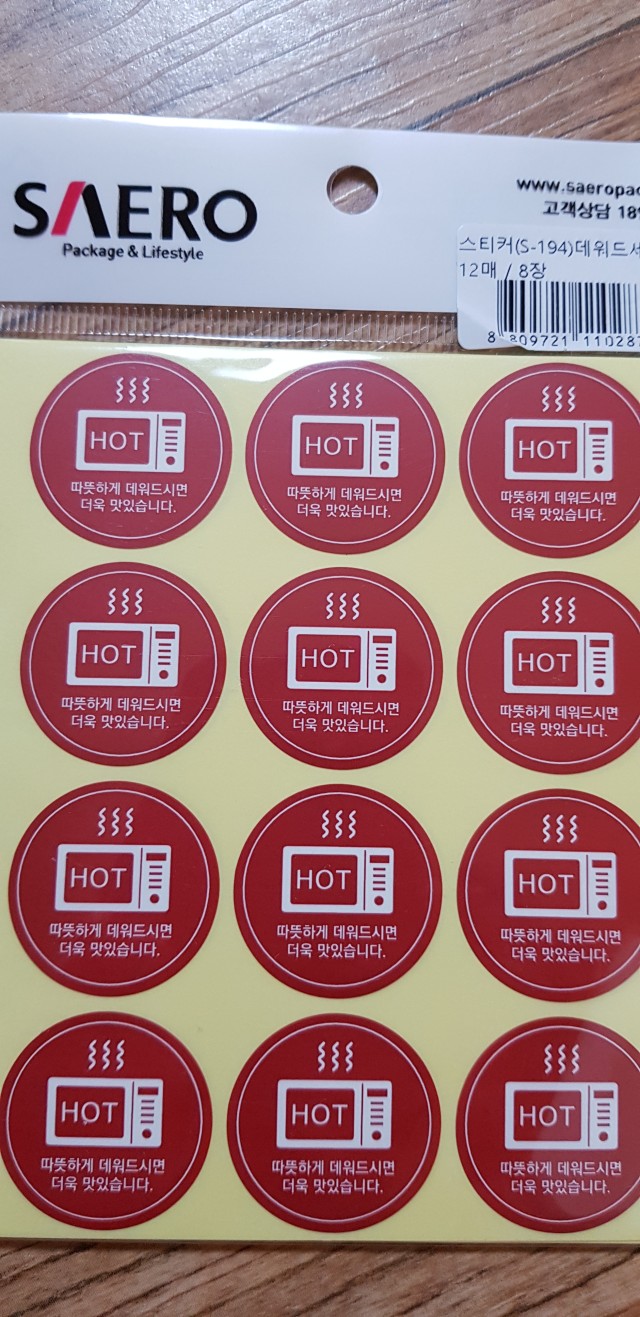 SAERO
Package & Lifestyle
www.saeropac
고객상담 189
스티커(S-194)데워드세
12매 / 8장
8 809721 110287
HOT
따뜻하게 데워드시면
더욱 맛있습니다.
HOT
따뜻하게 데워드시면
더욱 맛있습니다.
HOT
따뜻하게 데워드시면
더욱 맛있습니다.
HOT
따뜻하게 데워드시면
더욱 맛있습니다.
HOT
따뜻하게 데워드시면
더욱 맛있습니다.
HOT
따뜻하게 데워드시면
더욱 맛있습니다.
HOT
따뜻하게 데워드시면
더욱 맛있습니다.
HOT
따뜻하게 데워드시면
더욱 맛있습니다.
HOT
따뜻하게 데워드시면
더욱 맛있습니다.
HOT
따뜻하게 데워드시면
더욱 맛있습니다.
HOT
따뜻하게 데워드시면
더욱 맛있습니다.
HOT
따뜻하게 데워드시면
더욱 맛있습니다.